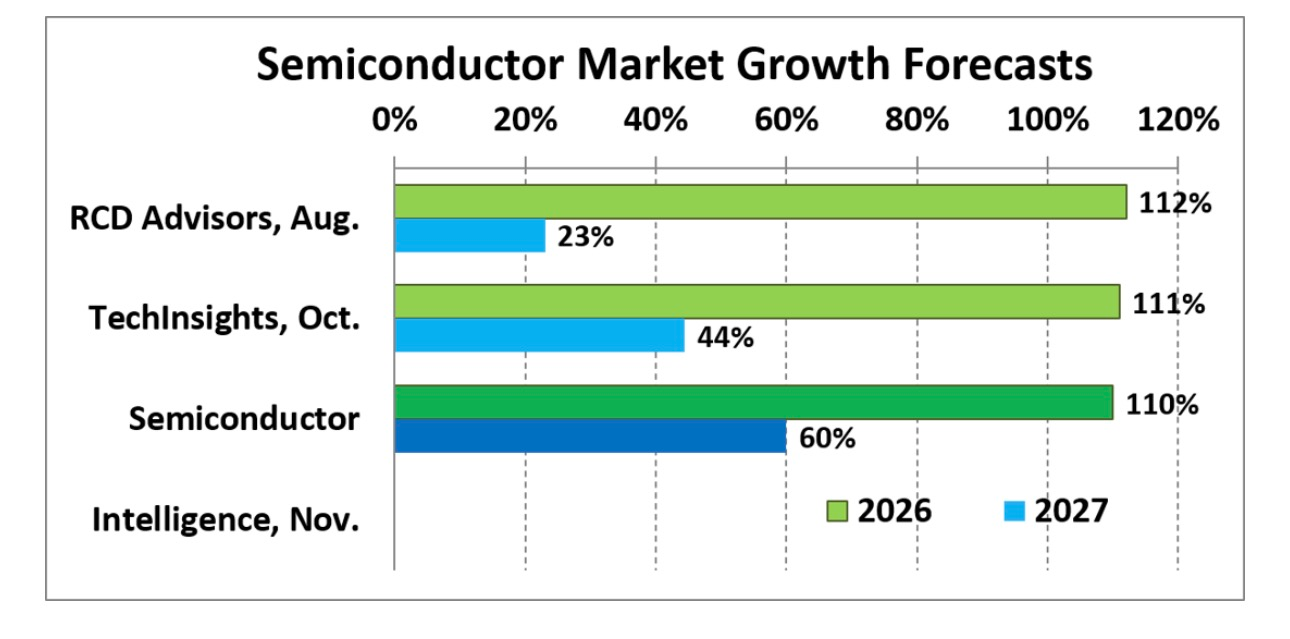 Semiconductor Market Growth Forecasts
0% 20% 40% 60% 80% 100% 120%
RCD Advisors, Aug.
112%
23%
TechInsights, Oct.
111%
44%
Semiconductor
110%
60%
Intelligence, Nov.
2026 2027